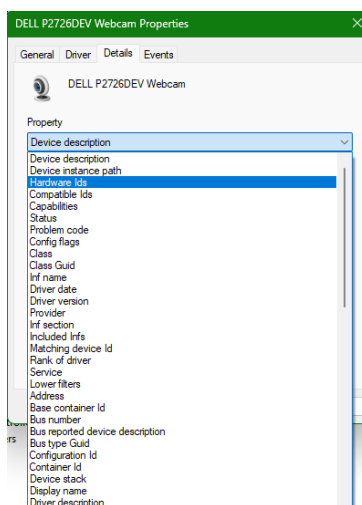 DELL P2726DEV Webcam Properties
General Driver Details Events
DELL P2726DEV Webcam
Property
Device description
Device description
Device instance path
Hardware Ids
Compatible Ids
Capabilities
Status
Problem code
Config flags
Class
Class Guid
Inf name
Driver date
Driver version
Provider
Inf section
Included Infs
Matching device Id
Rank of driver
Service
Lower filters
Address
Base container Id
Bus number
Bus reported device description
Bus type Guid
Configuration Id
Container Id
Device stack
Display name
Driver description